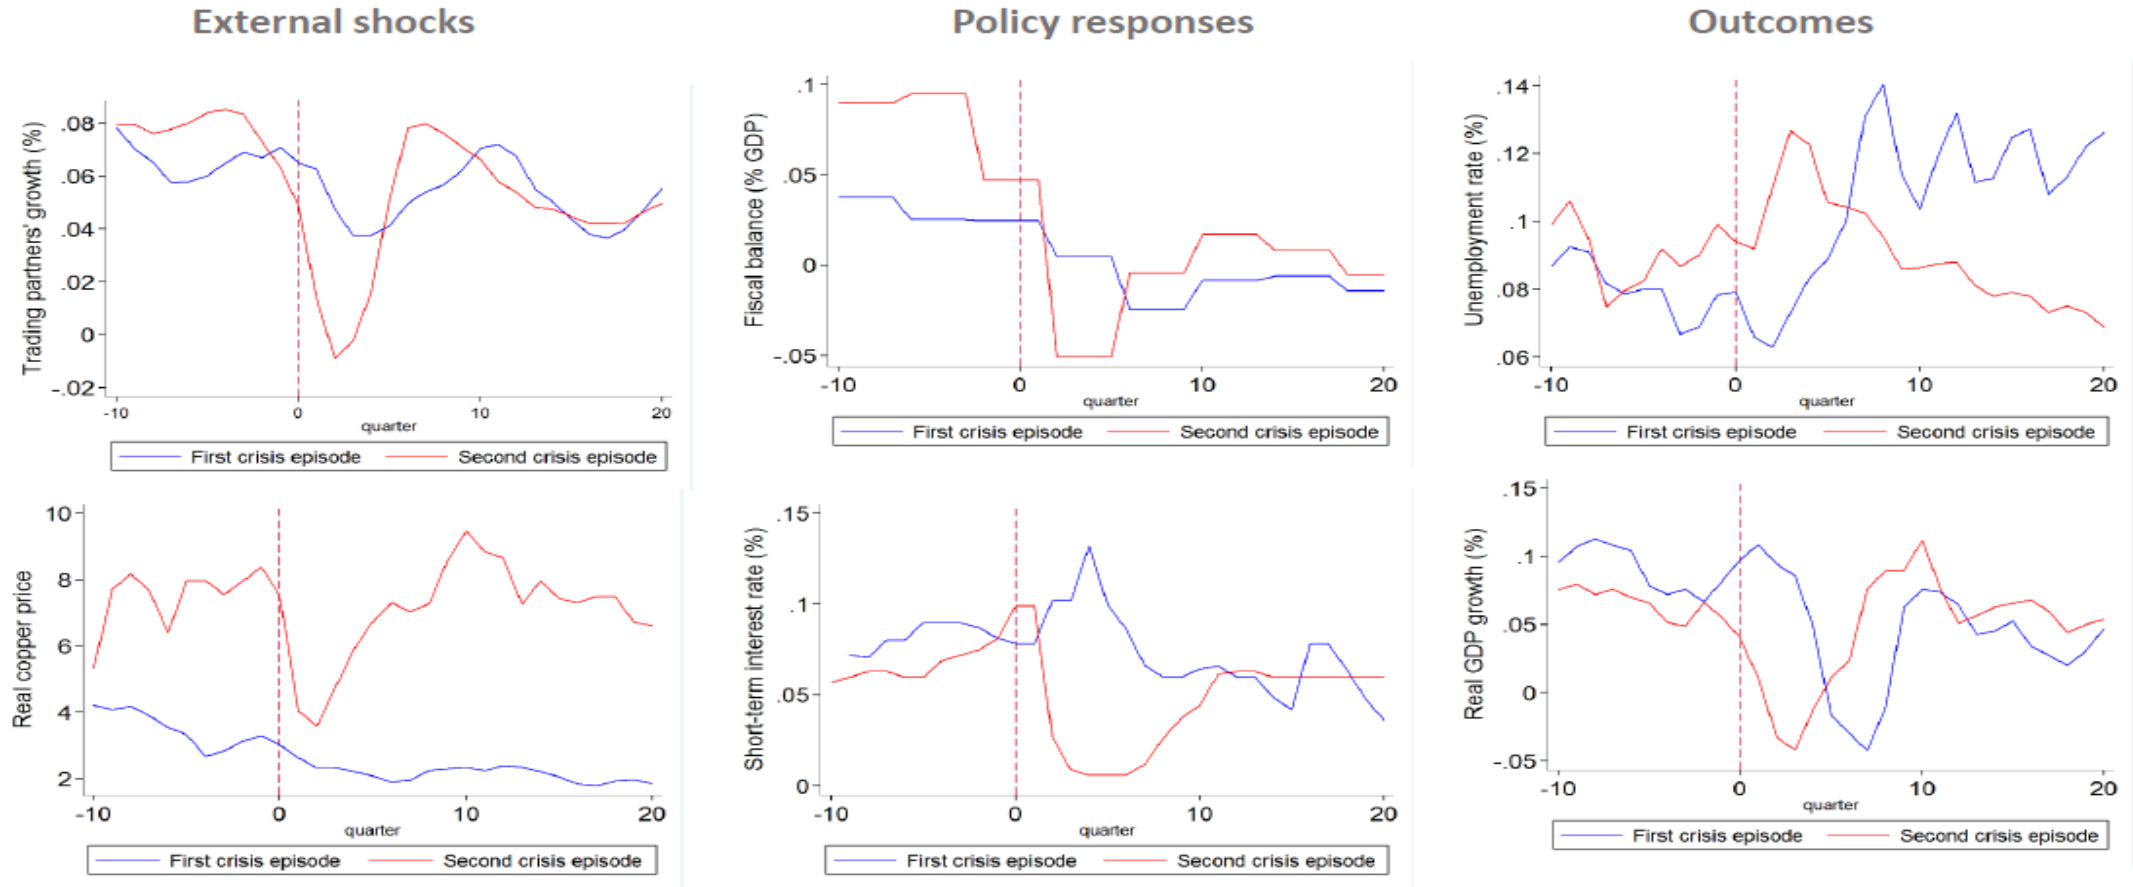 External shocks
Policy responses
Outcomes
Trading partners' growth (%)
.08
.06
.04
.02
0
-.02
-10
0
10
20
quarter
First crisis episode
Second crisis episode
Fiscal balance (% GDP)
.1
.05
0
-.05
-10
0
10
20
quarter
First crisis episode
Second crisis episode
Unemployment rate (%)
.14
.12
.1
.08
.06
-10
0
10
20
quarter
First crisis episode
Second crisis episode
Real copper price
10
8
6
4
2
-10
0
10
20
quarter
First crisis episode
Second crisis episode
Short-term interest rate (%)
.15
.1
.05
0
-10
0
10
20
quarter
First crisis episode
Second crisis episode
Real GDP growth (%)
.15
.1
.05
0
-.05
-10
0
10
20
quarter
First crisis episode
Second crisis episode